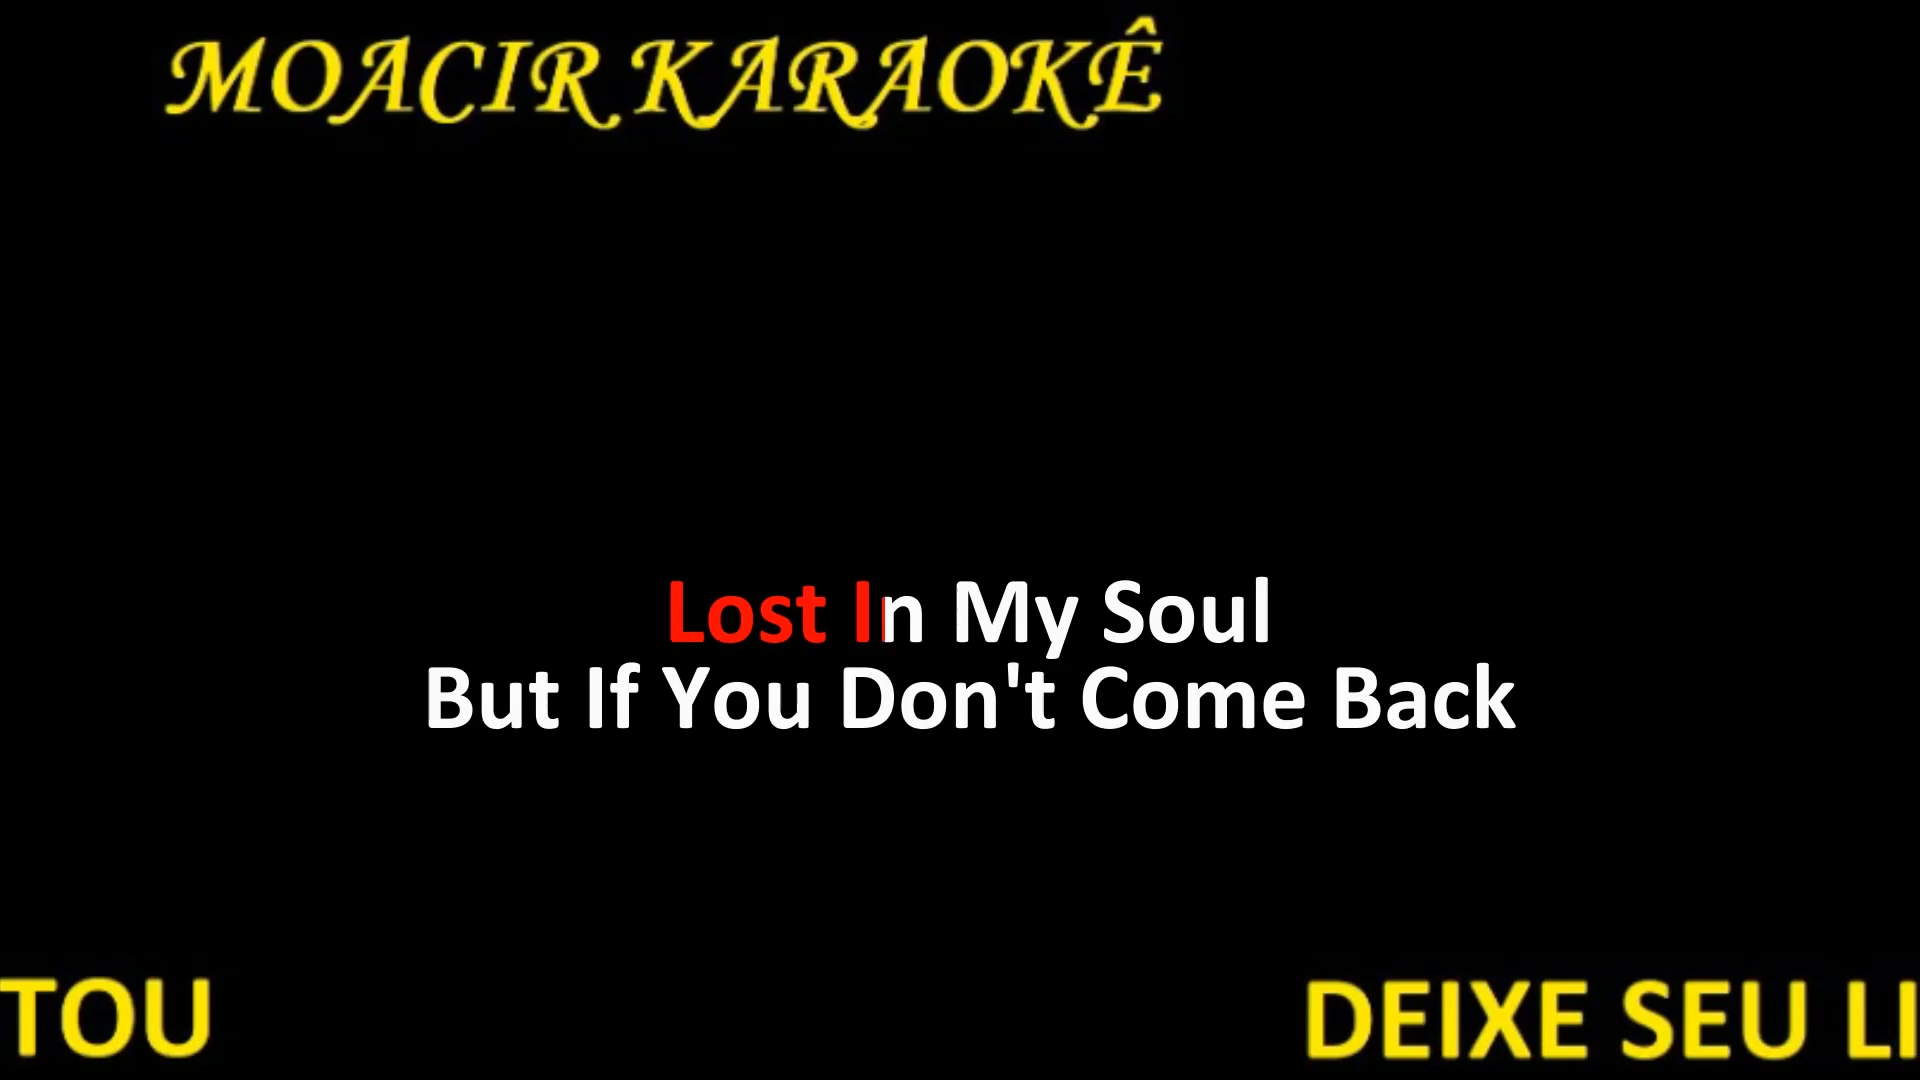 MOACIR KARAOKÊ
Lost In My Soul
But If You Don't Come Back
TOU
DEIXE SEU LI